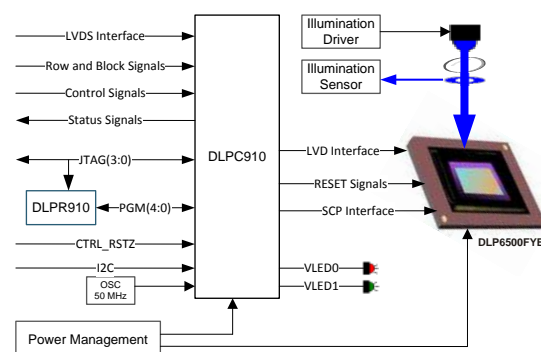 LVDS Interface
Row and Block Signals
Control Signals
Status Signals
JTAG(3:0)
DLPR910
PGM(4:0)
CTRL_RSTZ
I2C
OSC
50 MHz
Power Management
DLPC910
Illumination
Driver
Illumination
Sensor
LVD Interface
RESET Signals
SCP Interface
DLP6500FYE
VLED0
VLED1